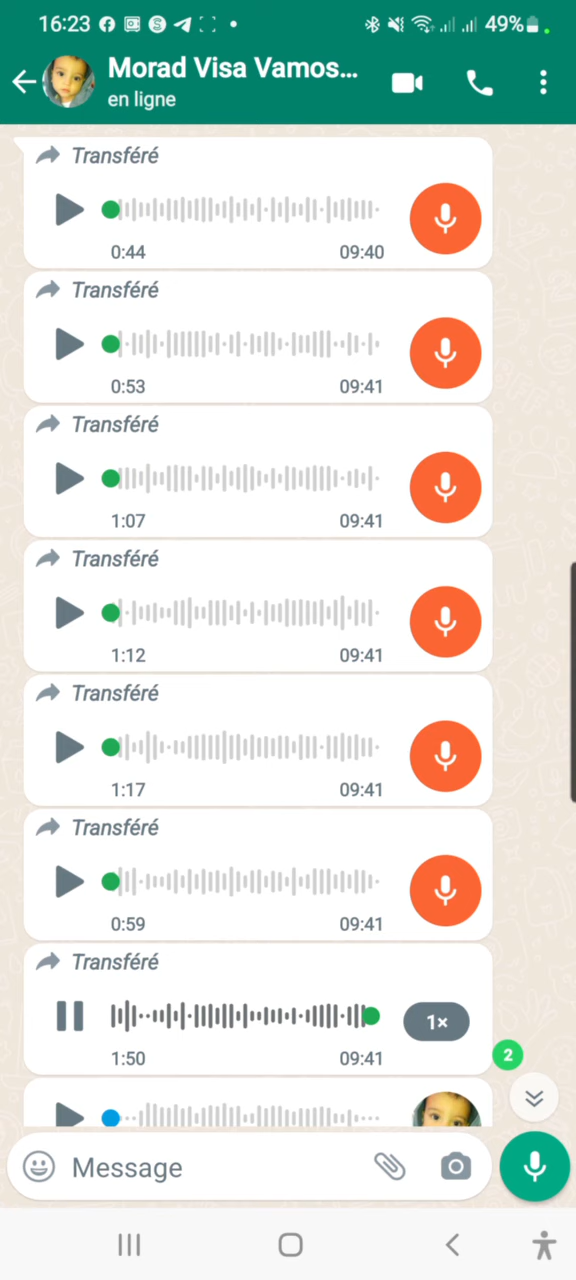 16:23
49%
Morad Visa Vamos...
en ligne
Transféré
0:44 09:40
Transféré
0:53 09:41
Transféré
1:07 09:41
Transféré
1:12 09:41
Transféré
1:17 09:41
Transféré
0:59 09:41
Transféré
1×
1:50 09:41
2
Message